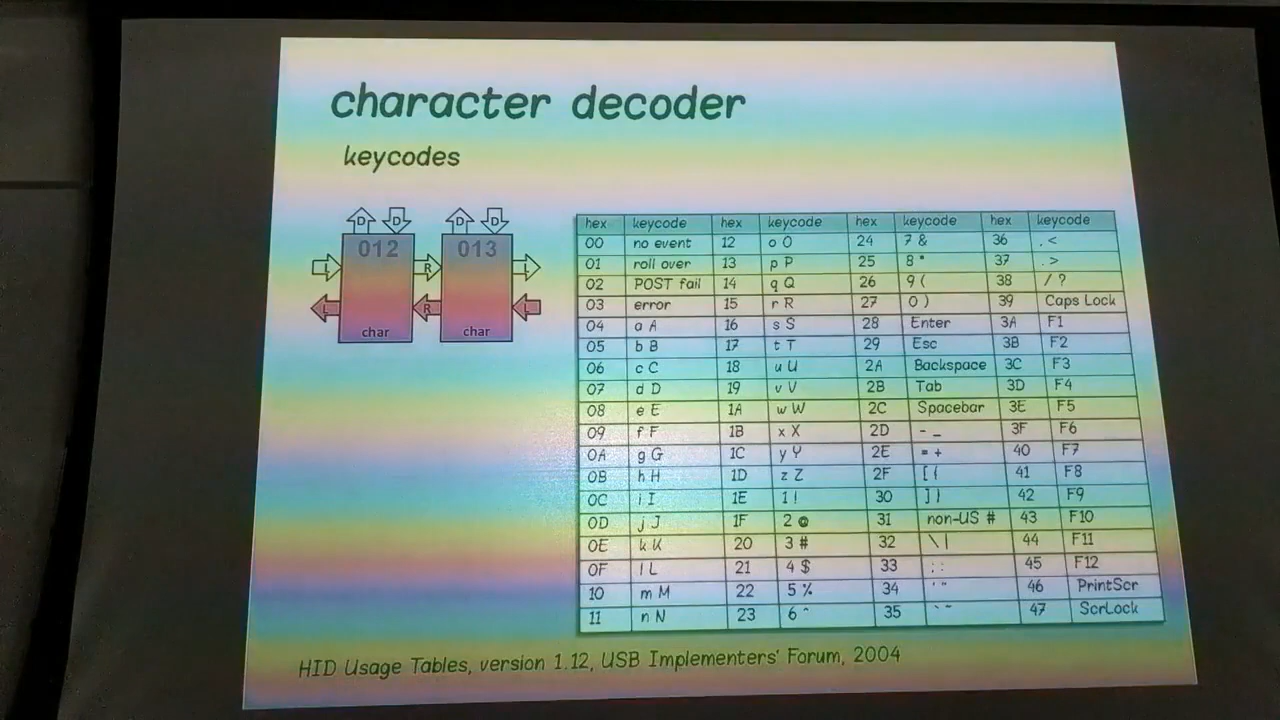 character decoder
keycodes
D D D D
012 013
L R L
L R L
char char
hex keycode hex keycode hex keycode hex keycode
00 no event 12 o O 24 7 & 36 , <
01 roll over 13 p P 25 8 * 37 . >
02 POST fail 14 q Q 26 9 ( 38 / ?
03 error 15 r R 27 0 ) 39 Caps Lock
04 a A 16 s S 28 Enter 3A F1
05 b B 17 t T 29 Esc 3B F2
06 c C 18 u U 2A Backspace 3C F3
07 d D 19 v V 2B Tab 3D F4
08 e E 1A w W 2C Spacebar 3E F5
09 f F 1B x X 2D - _ 3F F6
0A g G 1C y Y 2E = + 40 F7
0B h H 1D z Z 2F [ { 41 F8
0C i I 1E 1 ! 30 ] } 42 F9
0D j J 1F 2 @ 31 non-US # 43 F10
0E k K 20 3 # 32 \ | 44 F11
0F l L 21 4 $ 33 ; : 45 F12
10 m M 22 5 % 34 ' " 46 PrintScr
11 n N 23 6 ^ 35 ` ~ 47 ScrLock
HID Usage Tables, version 1.12, USB Implementers' Forum, 2004